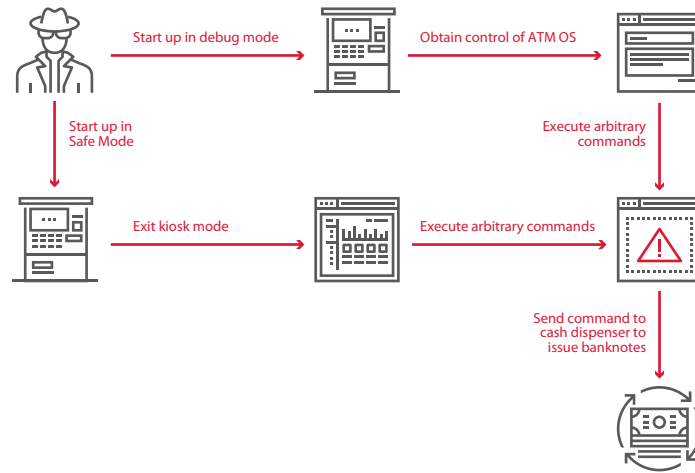 Start up in debug mode
Obtain control of ATM OS
Start up in
Safe Mode
Execute arbitrary
commands
Exit kiosk mode
Execute arbitrary commands
Send command to
cash dispenser to
issue banknotes